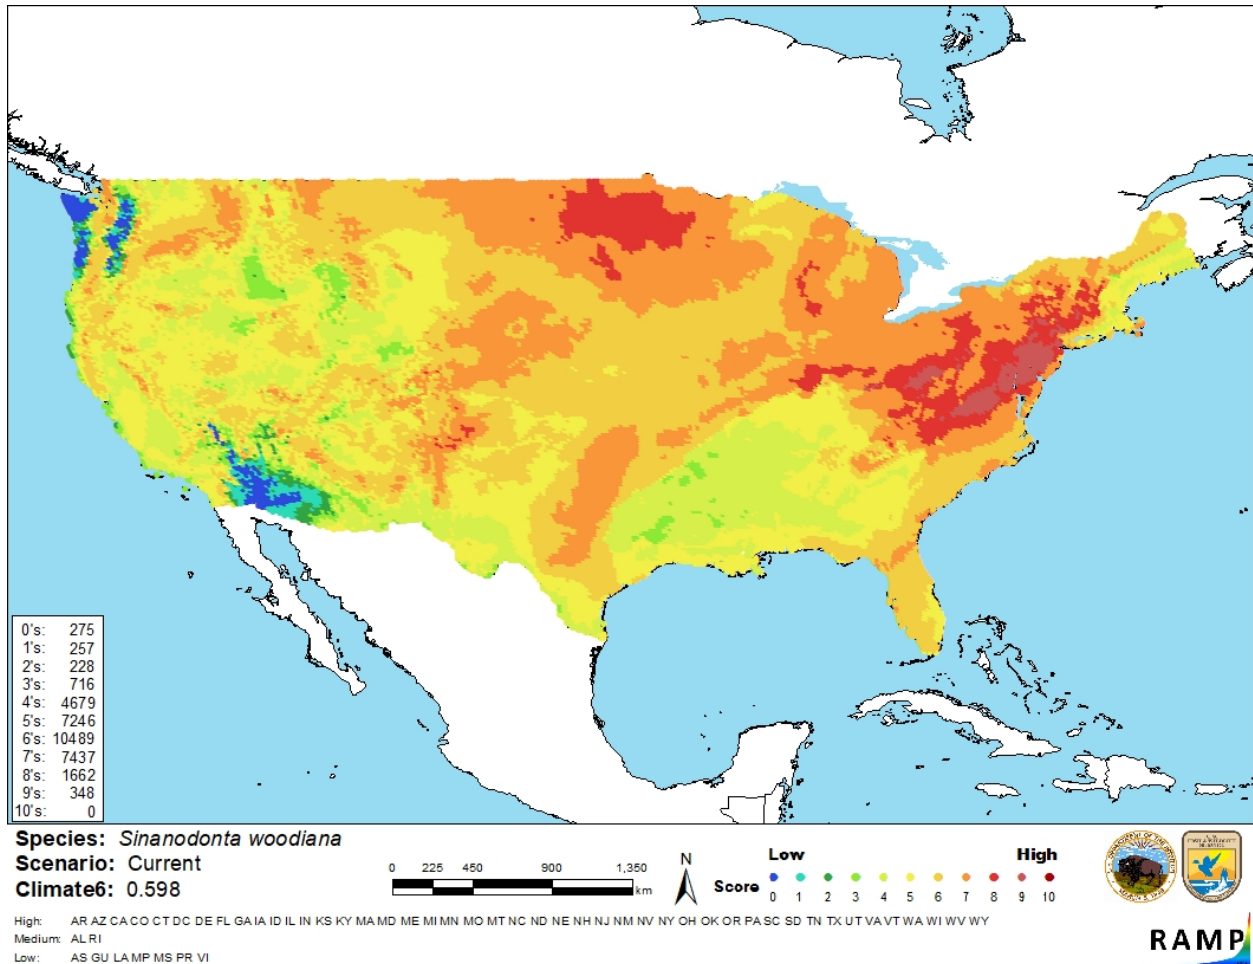 0's: 275
1's: 257
2's: 228
3's: 716
4's: 4679
5's: 7246
6's: 10489
7's: 7437
8's: 1662
9's: 348
10's: 0
Species: Sinanodonta woodiana
Scenario: Current
Climate6: 0.598
0 225 450 900 1,350
km
N
Low High
Score
0 1 2 3 4 5 6 7 8 9 10
High: AR AZ CA CO CT DC DE FL GA IA ID IL IN KS KY MA MD ME MI MN MO MT NC ND NE NH NJ NM NV NY OH OK OR PA SC SD TN TX UT VA VT WA WI WV WY
Medium: AL RI
Low: AS GU LA MP MS PR VI
RAMP